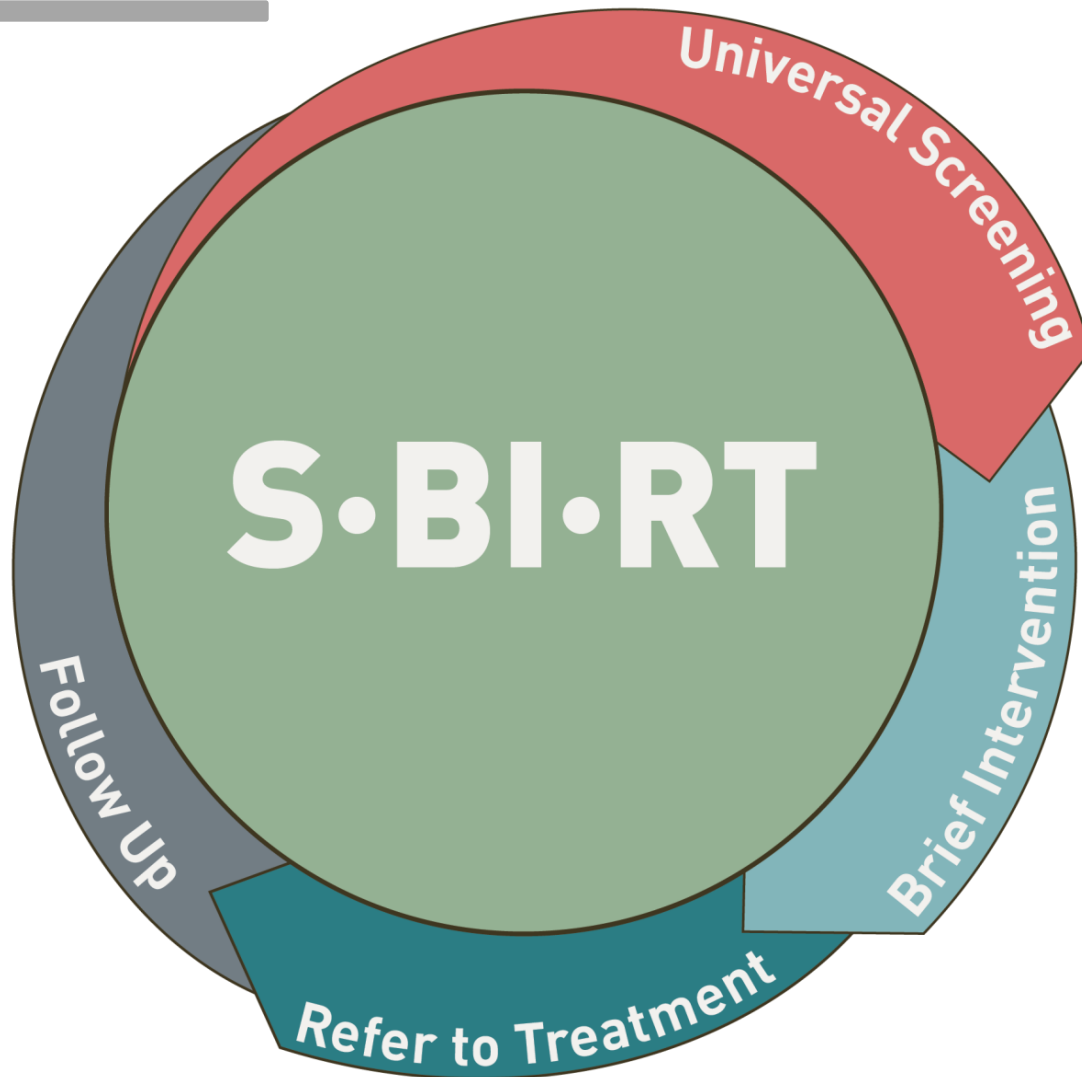 Universal Screening
S•BI•RT
Brief Intervention
Follow Up
Refer to Treatment